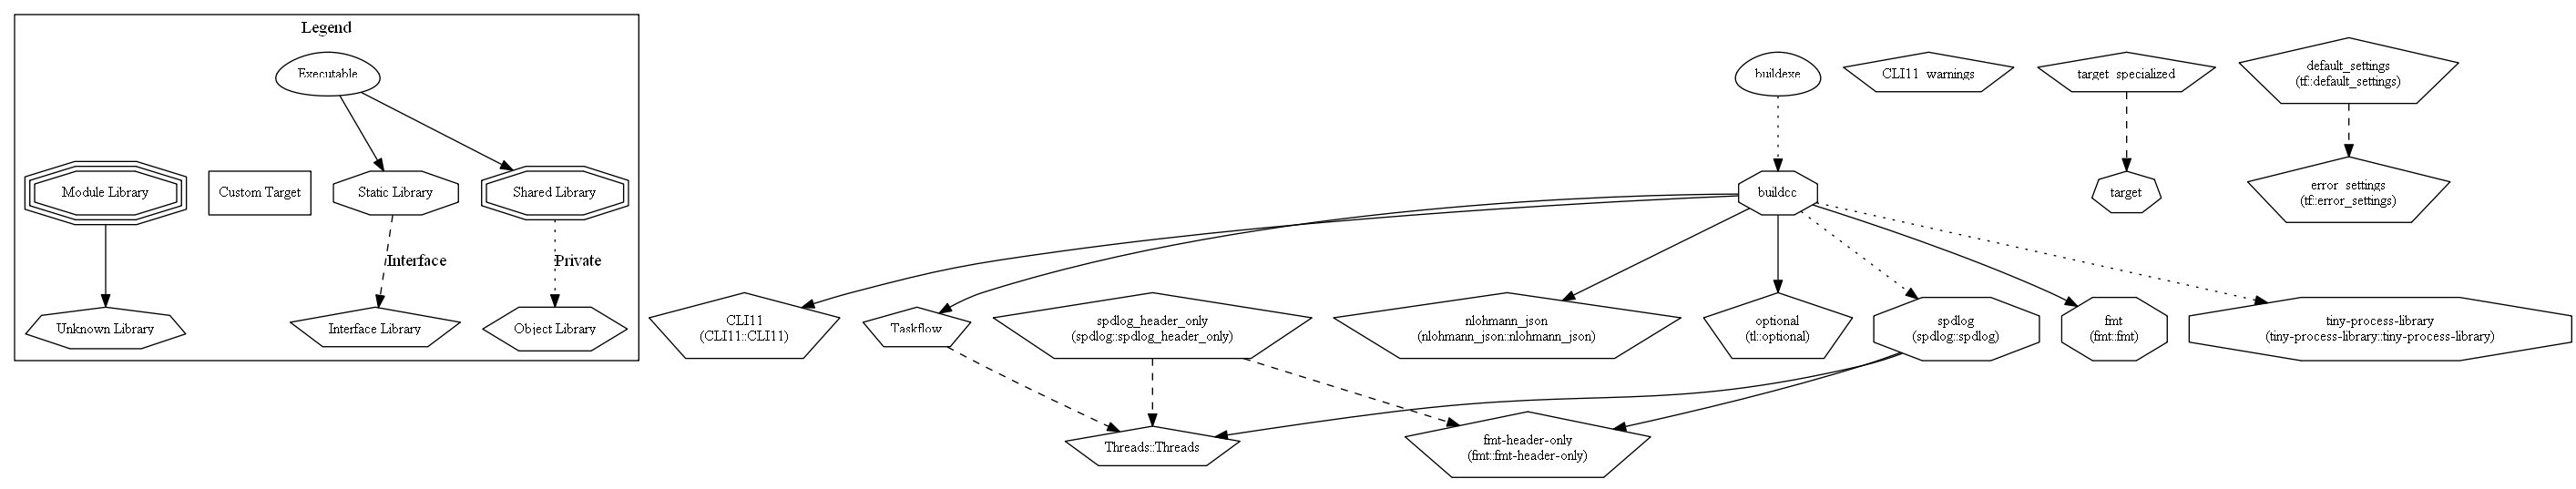 Legend
Executable
Module Library
Custom Target
Static Library
Shared Library
Interface
Private
Unknown Library
Interface Library
Object Library
buildexe
CLI11_warnings
target_specialized
default_settings
(tf::default_settings)
buildcc
target
error_settings
(tf::error_settings)
CLI11
(CLI11::CLI11)
Taskflow
spdlog_header_only
(spdlog::spdlog_header_only)
nlohmann_json
(nlohmann_json::nlohmann_json)
optional
(tl::optional)
spdlog
(spdlog::spdlog)
fmt
(fmt::fmt)
tiny-process-library
(tiny-process-library::tiny-process-library)
Threads::Threads
fmt-header-only
(fmt::fmt-header-only)